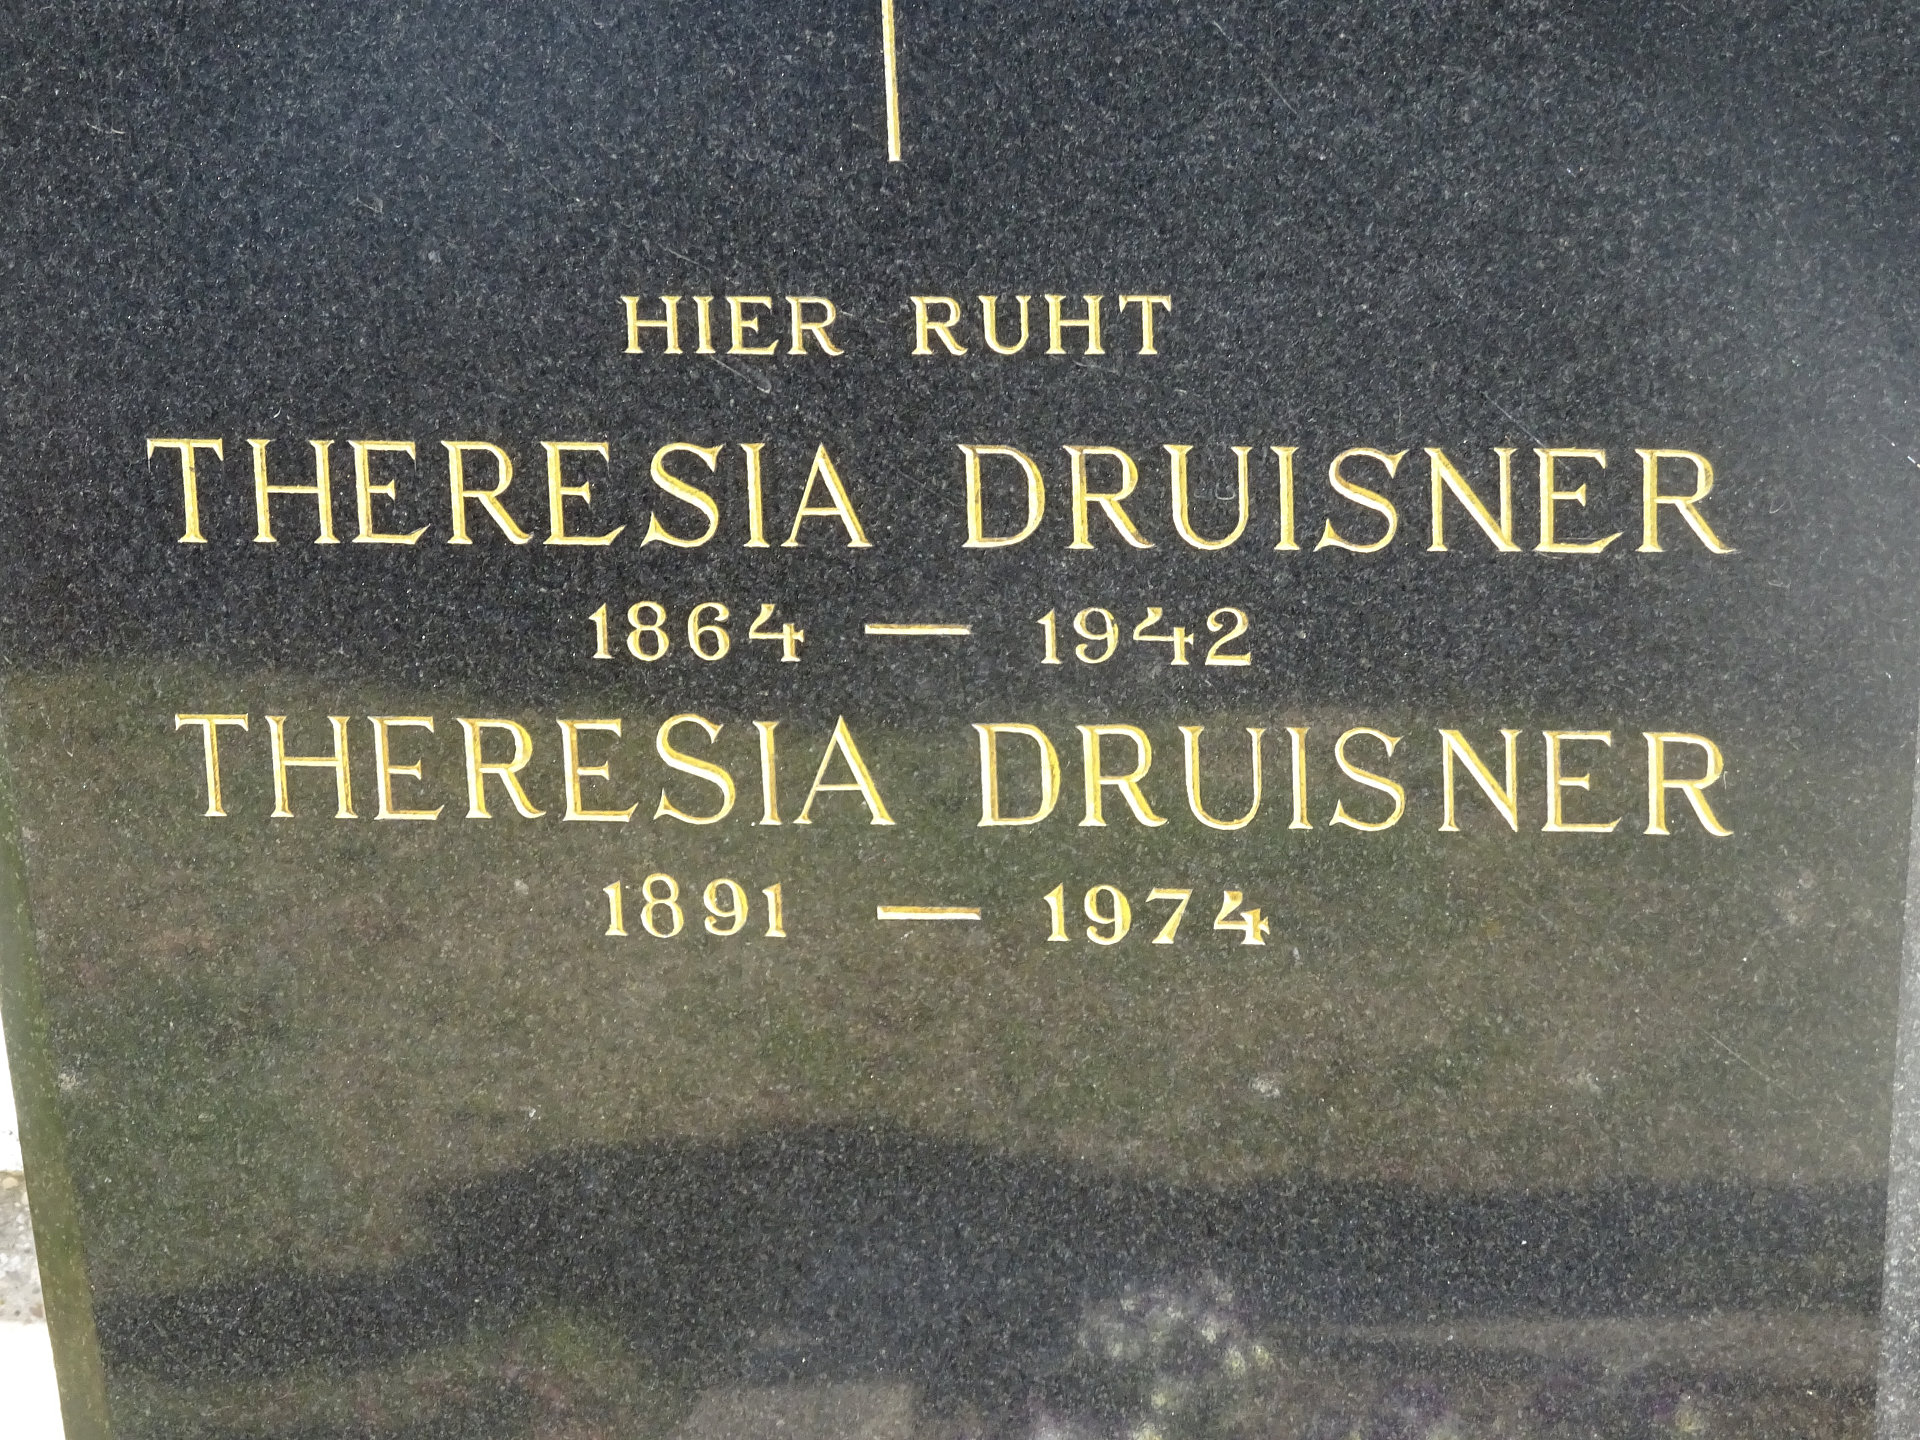 HIER RUHT
THERESIA DRUISNER
1864 — 1942
THERESIA DRUISNER
1891 — 1974